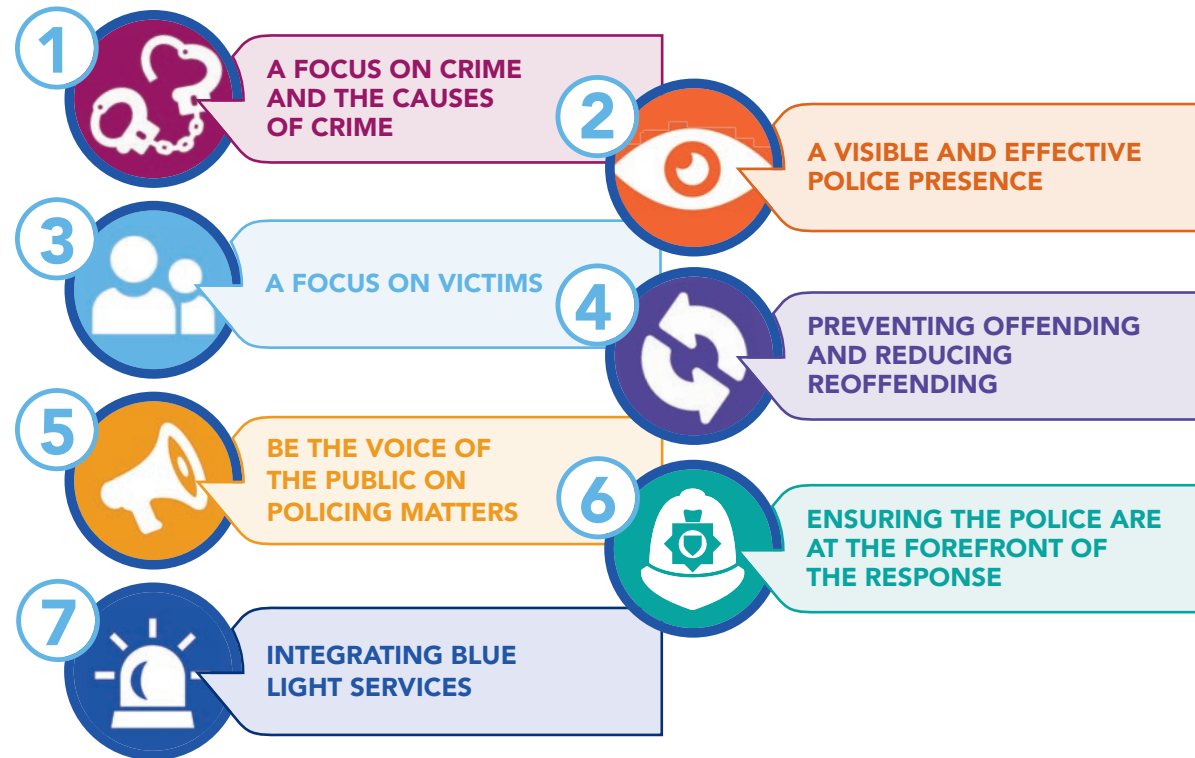 1
A FOCUS ON CRIME
AND THE CAUSES
OF CRIME
2
A VISIBLE AND EFFECTIVE
POLICE PRESENCE
3
A FOCUS ON VICTIMS
4
PREVENTING OFFENDING
AND REDUCING
REOFFENDING
5
BE THE VOICE OF
THE PUBLIC ON
POLICING MATTERS
6
ENSURING THE POLICE ARE
AT THE FOREFRONT OF
THE RESPONSE
7
INTEGRATING BLUE
LIGHT SERVICES